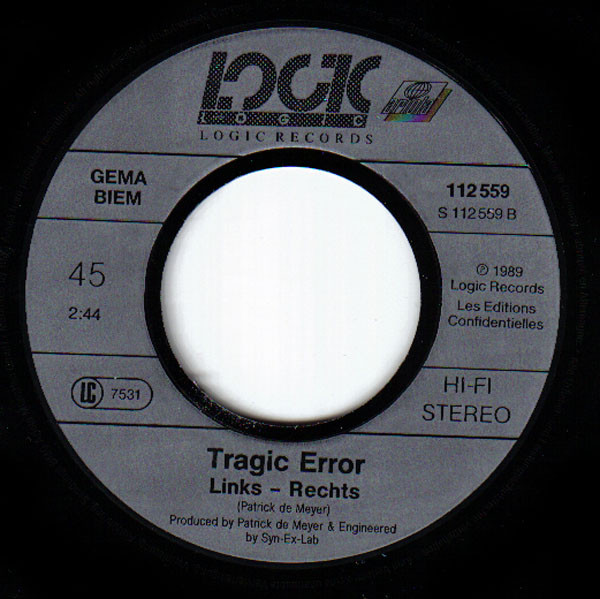 LOGIC
LOGIC
LOGIC RECORDS
ariola
GEMA
BIEM
112 559
S 112 559 B
45
2:44
℗ 1989
Logic Records
Les Editions
Confidentielles
LC 7531
HI-FI
STEREO
Tragic Error
Links – Rechts
(Patrick de Meyer)
Produced by Patrick de Meyer & Engineered
by Syn-Ex-Lab